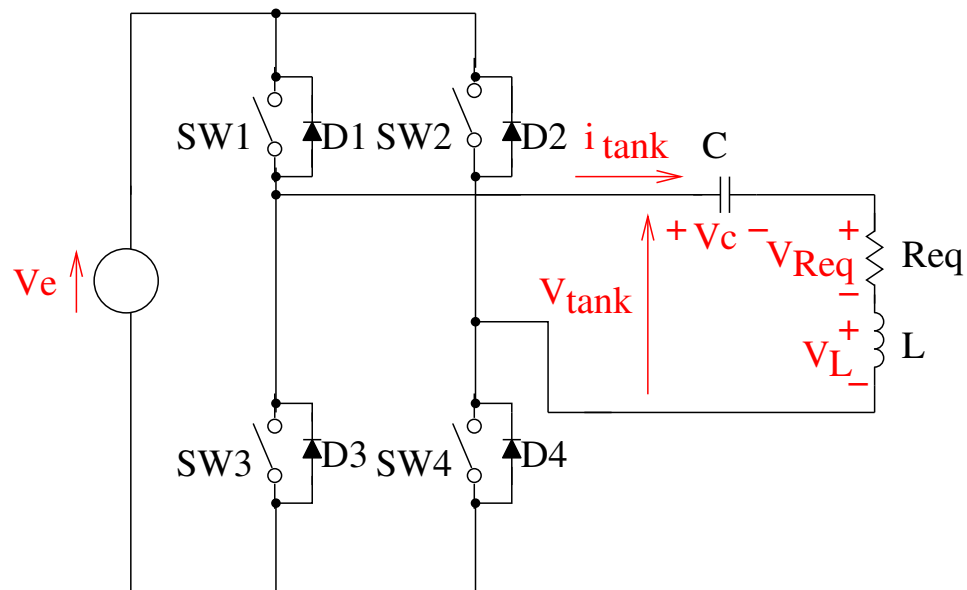 SW1
D1
SW2
D2
i tank
C
+ Vc −
Ve
Vtank
+
VReq
−
Req
+
VL
−
L
SW3
D3
SW4
D4